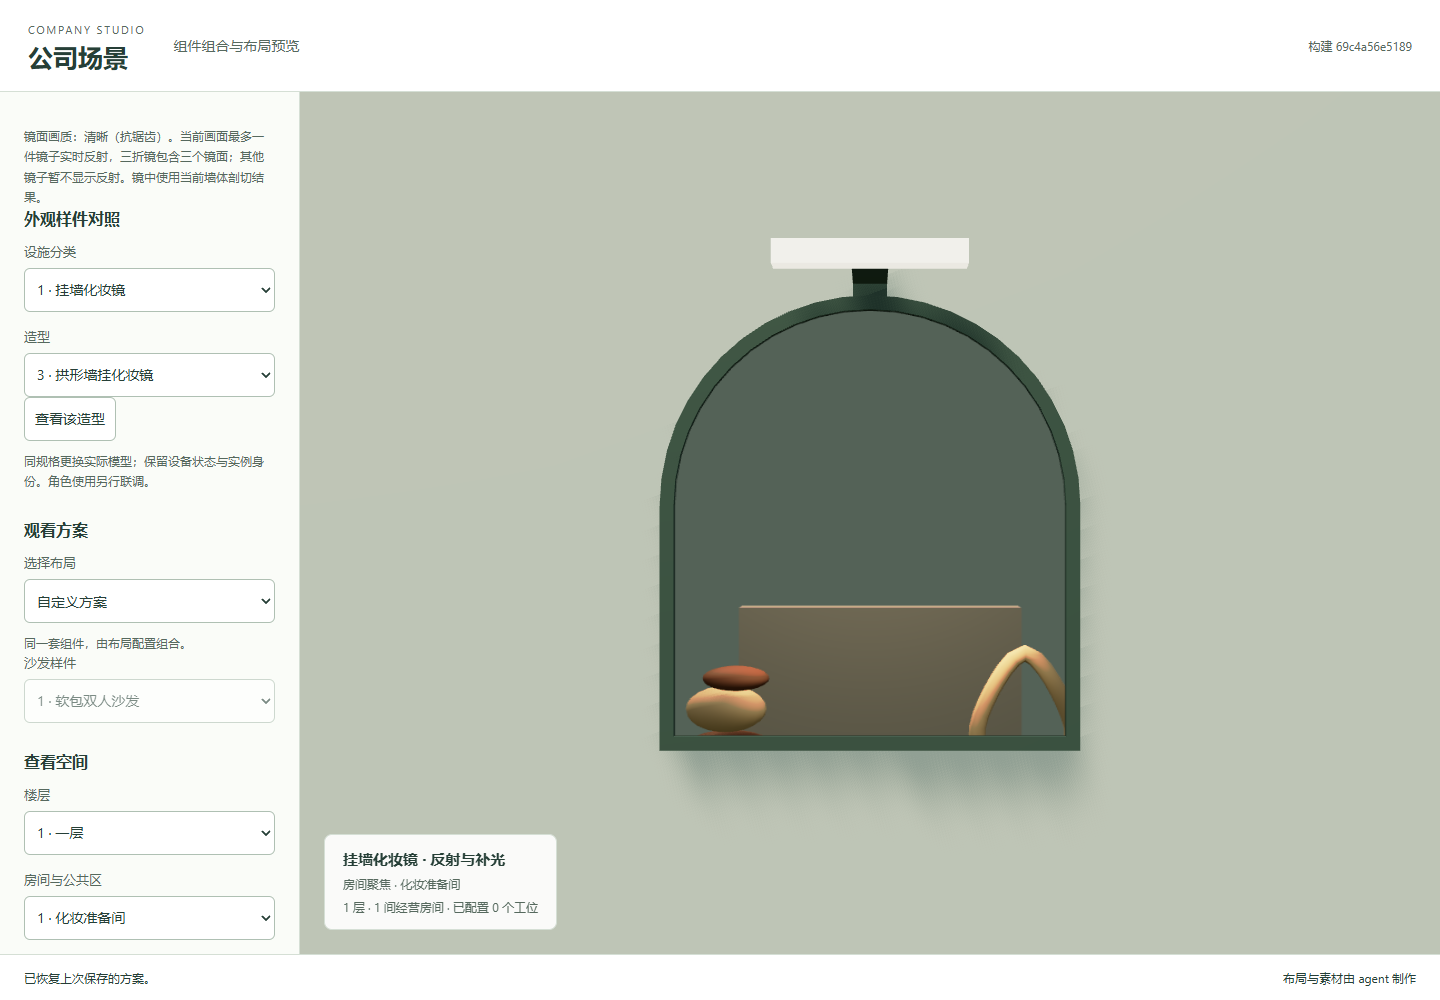 COMPANY STUDIO
公司场景
组件组合与布局预览
构建 69c4a56e5189
镜面画质：清晰（抗锯齿）。当前画面最多一
件镜子实时反射，三折镜包含三个镜面；其他
镜子暂不显示反射。镜中使用当前墙体剖切结
果。
外观样件对照
设施分类
1 · 挂墙化妆镜
造型
3 · 拱形墙挂化妆镜
查看该造型
同规格更换实际模型；保留设备状态与实例身
份。角色使用另行联调。
观看方案
选择布局
自定义方案
同一套组件，由布局配置组合。
沙发样件
1 · 软包双人沙发
查看空间
楼层
1 · 一层
房间与公共区
1 · 化妆准备间
挂墙化妆镜 · 反射与补光
房间聚焦 · 化妆准备间
1 层 · 1 间经营房间 · 已配置 0 个工位
已恢复上次保存的方案。
布局与素材由 agent 制作